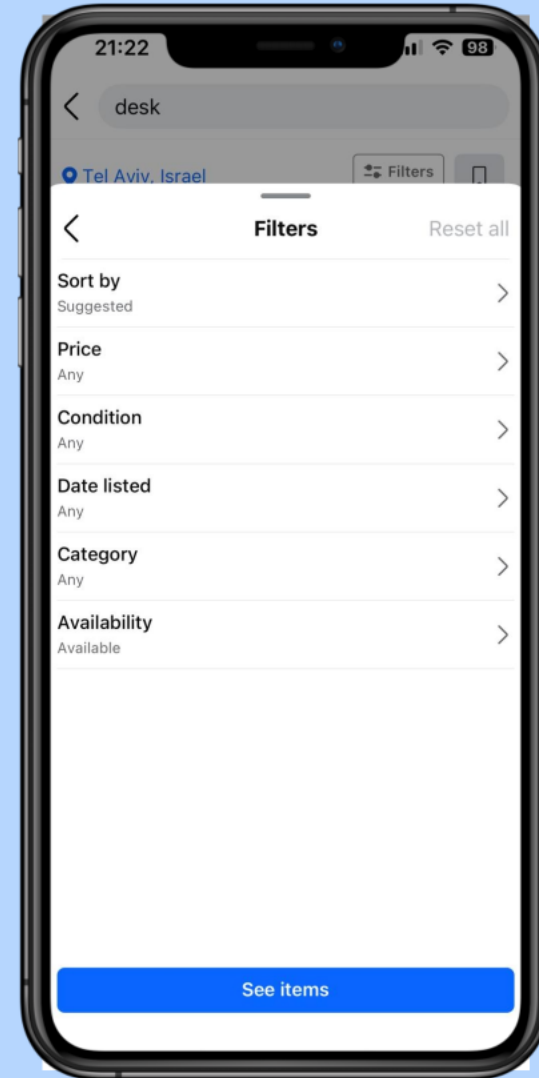 21:22
98
desk
Tel Aviv, Israel
Filters
Filters
Reset all
Sort by
Suggested
Price
Any
Condition
Any
Date listed
Any
Category
Any
Availability
Available
See items